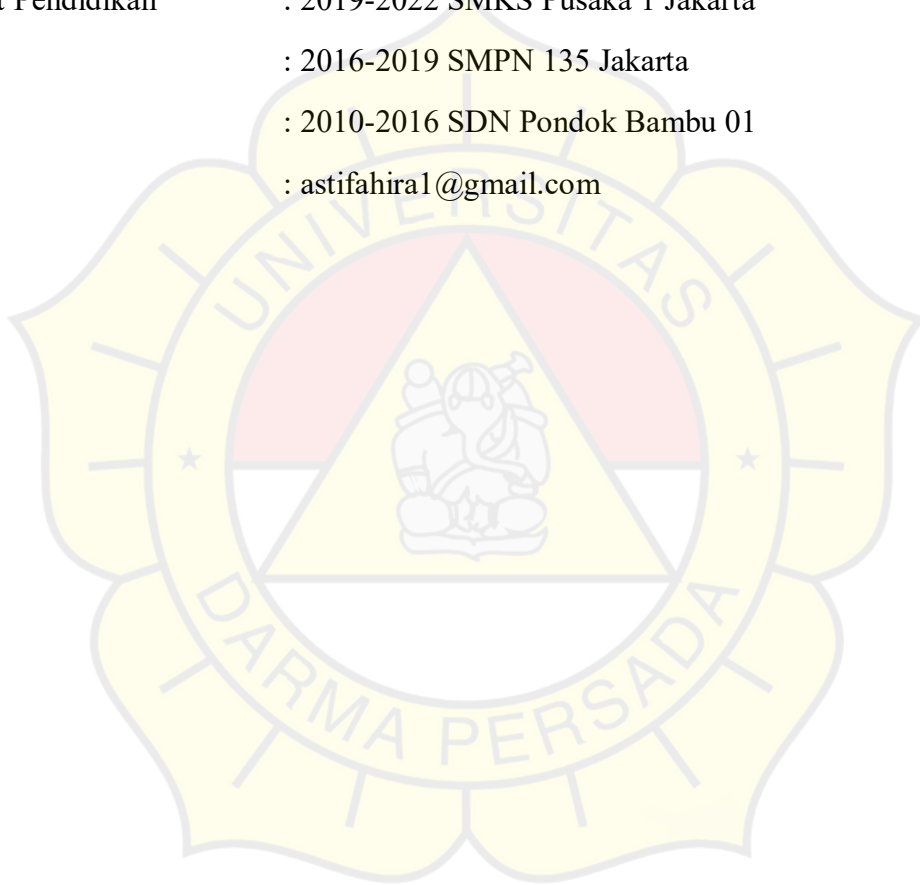 Pendidikan : 2019-2022 SMKS Pusaka 1 Jakarta
: 2016-2019 SMPN 135 Jakarta
: 2010-2016 SDN Pondok Bambu 01
: astifahira1@gmail.com
UNIVERSITAS
DARMA PERSADA